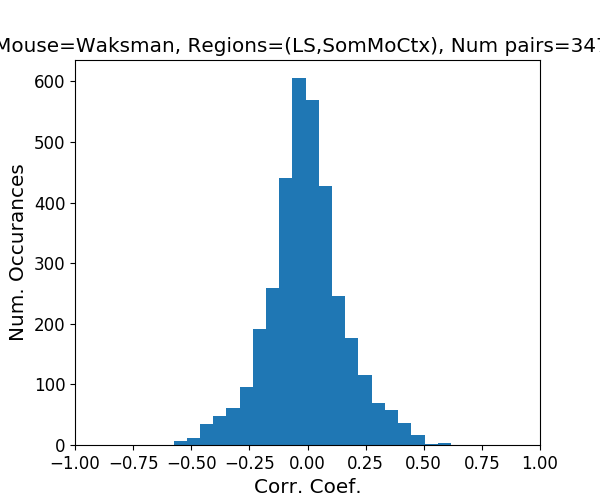 Mouse=Waksman, Regions=(LS,SomMoCtx), Num pairs=347
Num. Occurances
600
500
400
300
200
100
0
−1.00 −0.75 −0.50 −0.25 0.00 0.25 0.50 0.75 1.00
Corr. Coef.